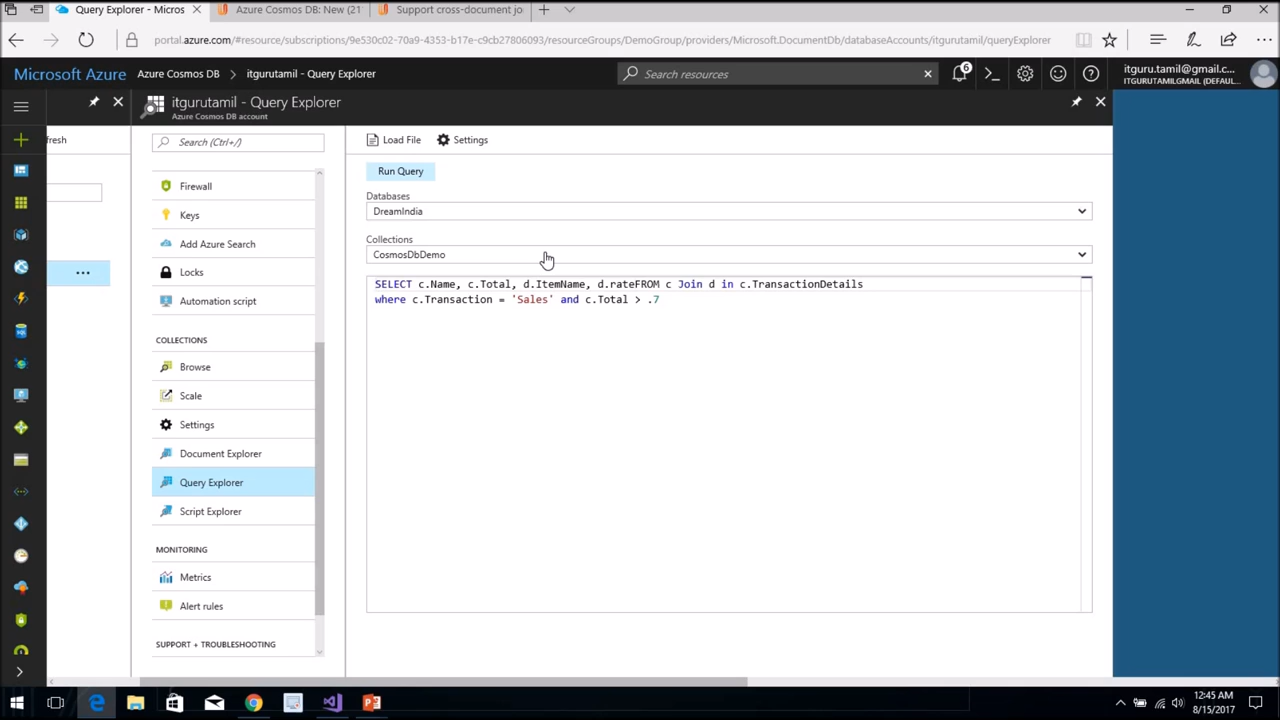 Query Explorer - Micros
Azure Cosmos DB: New (21
Support cross-document jo
portal.azure.com/#resource/subscriptions/9e530c02-70a9-4353-b17e-c9cb27806093/resourceGroups/DemoGroup/providers/Microsoft.DocumentDb/databaseAccounts/itgurutamil/queryExplorer
Microsoft Azure
Azure Cosmos DB
itgurutamil - Query Explorer
Search resources
6
itguru.tamil@gmail.c...
ITGURUTAMILGMAIL (DEFAUL...
itgurutamil - Query Explorer
Azure Cosmos DB account
fresh
Search (Ctrl+/)
Firewall
Keys
Add Azure Search
Locks
Automation script
COLLECTIONS
Browse
Scale
Settings
Document Explorer
Query Explorer
Script Explorer
MONITORING
Metrics
Alert rules
SUPPORT + TROUBLESHOOTING
Load File
Settings
Run Query
Databases
DreamIndia
Collections
CosmosDbDemo
SELECT c.Name, c.Total, d.ItemName, d.rateFROM c Join d in c.TransactionDetails
where c.Transaction = 'Sales' and c.Total > .7
12:45 AM
8/15/2017